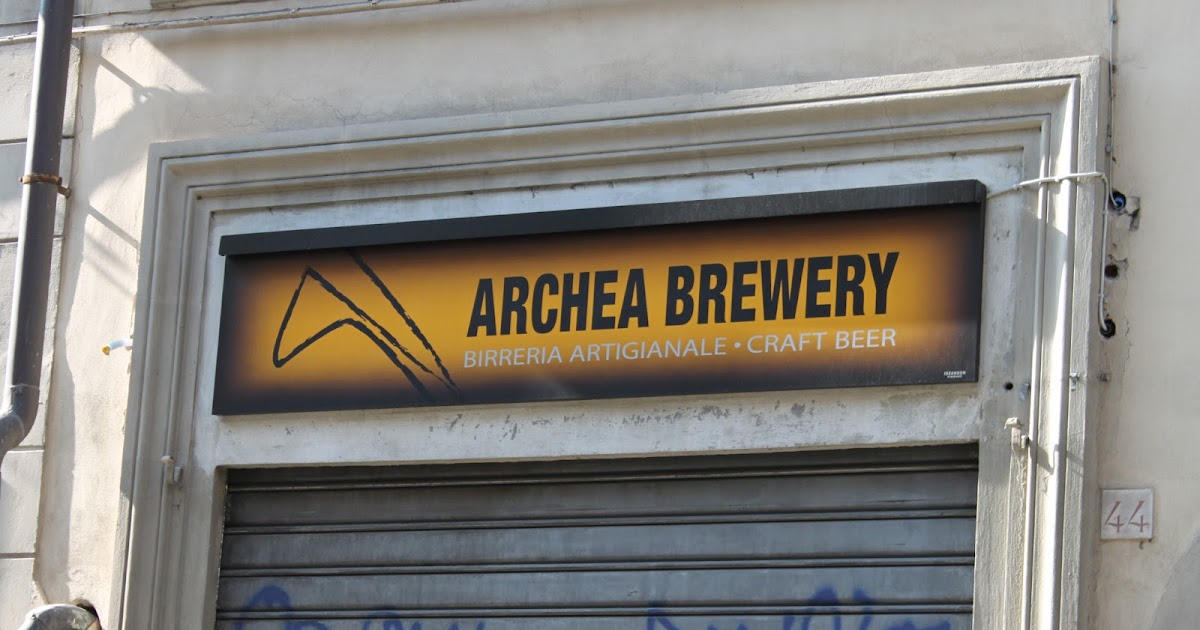 ARCHEA BREWERY
BIRRERIA ARTIGIANALE • CRAFT BEER
44